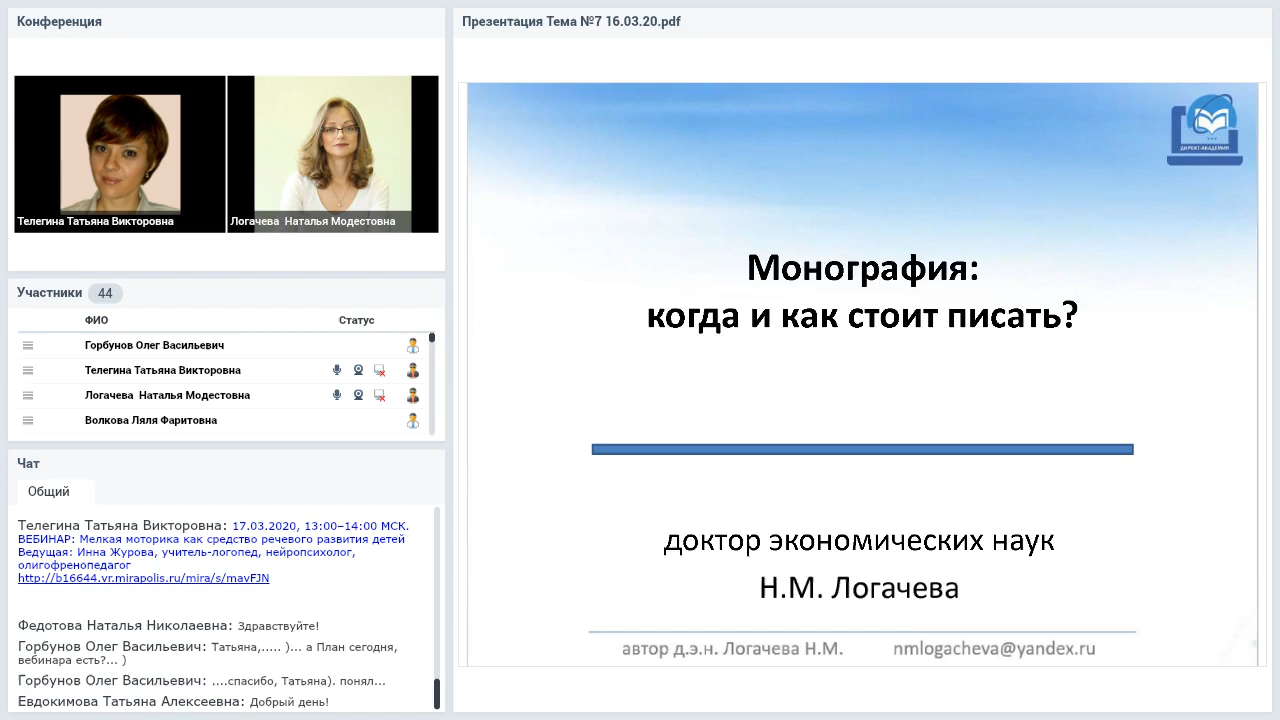 Конференция
Телегина Татьяна Викторовна
Логачева Наталья Модестовна
Участники 44
ФИО Статус
Горбунов Олег Васильевич
Телегина Татьяна Викторовна
Логачева Наталья Модестовна
Волкова Ляля Фаритовна
Чат
Общий
Телегина Татьяна Викторовна: 17.03.2020, 13:00–14:00 МСК.
ВЕБИНАР: Мелкая моторика как средство речевого развития детей
Ведущая: Инна Журова, учитель-логопед, нейропсихолог,
олигофренопедагог
http://b16644.vr.mirapolis.ru/mira/s/mavFJN
Федотова Наталья Николаевна: Здравствуйте!
Горбунов Олег Васильевич: Татьяна,..... )... а План сегодня,
вебинара есть?... )
Горбунов Олег Васильевич: ....спасибо, Татьяна). понял...
Евдокимова Татьяна Алексеевна: Добрый день!
Презентация Тема №7 16.03.20.pdf
ДИРЕКТ-АКАДЕМИЯ
Монография:
когда и как стоит писать?
доктор экономических наук
Н.М. Логачева
автор д.э.н. Логачева Н.М. nmlogacheva@yandex.ru